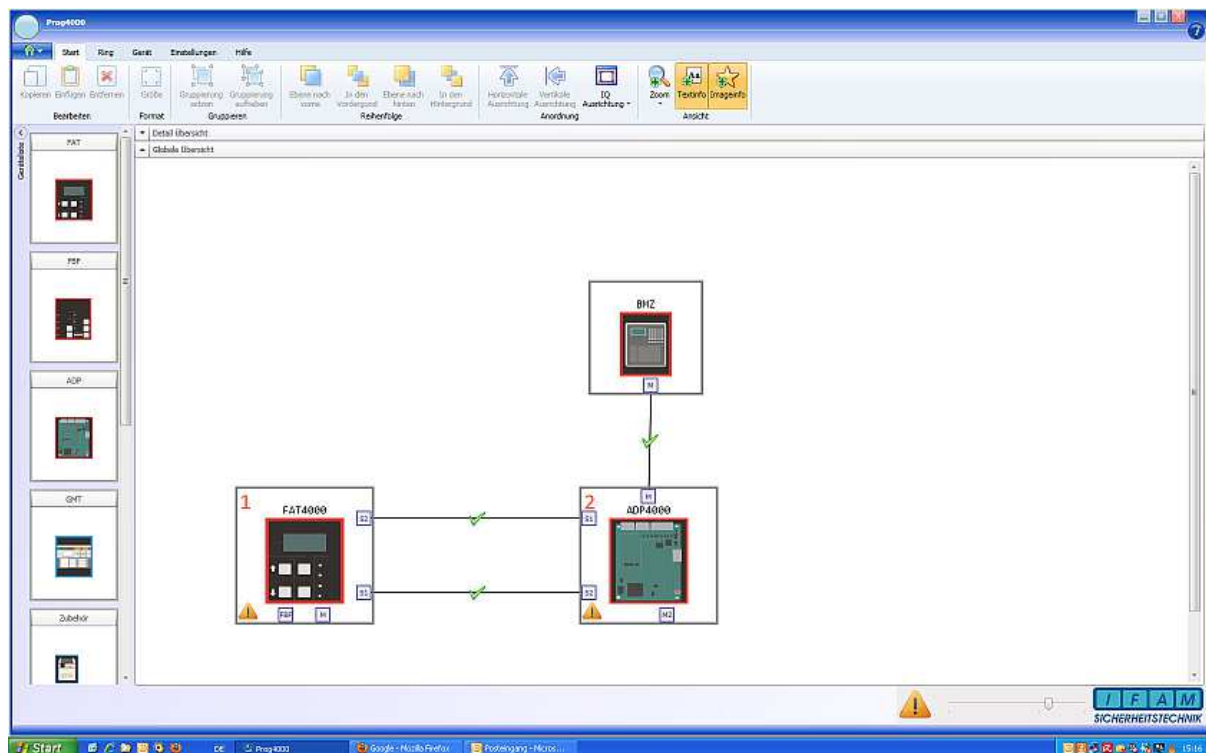 Prog4000
Start Ring Gerät Einstellungen Hilfe
Kopieren Einfügen Entfernen
Größe
Gruppierung setzen
Gruppierung aufheben
Ebene nach vorne
In den Vordergrund
Ebene nach hinten
In den Hintergrund
Horizontale Ausrichtung
Vertikale Ausrichtung
IQ Ausrichtung
Zoom Textinfo Imageinfo
Bearbeiten Format Gruppieren Reihenfolge Anordnung Ansicht
Geräteliste
Detail Übersicht
Globale Übersicht
FAT
FBF
ADP
GMT
Zubehör
BMZ
M
1
FAT4000
S2
S1
FBF M
2
M
ADP4000
S1
S2
M2
IFAM
SICHERHEITSTECHNIK
Start
DE
Prog4000
Google - Mozilla Firefox
Posteingang - Micros...
15:16